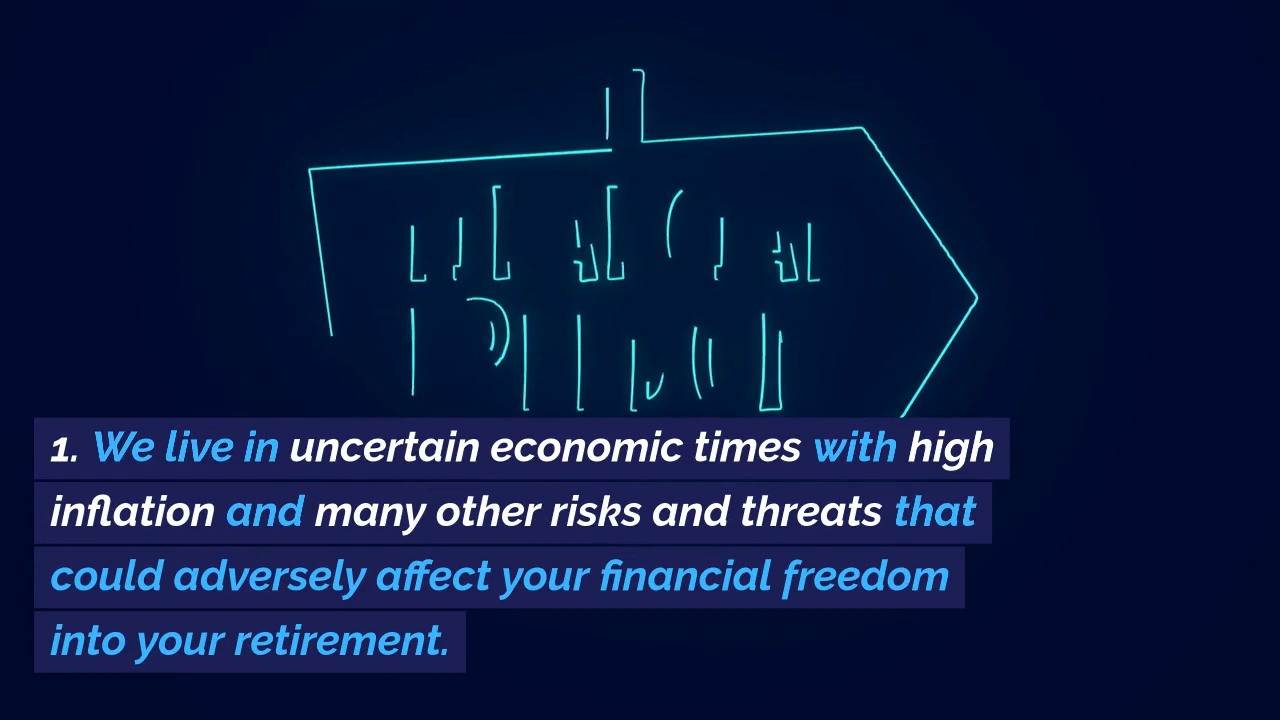 1. We live in uncertain economic times with high
inflation and many other risks and threats that
could adversely affect your financial freedom
into your retirement.